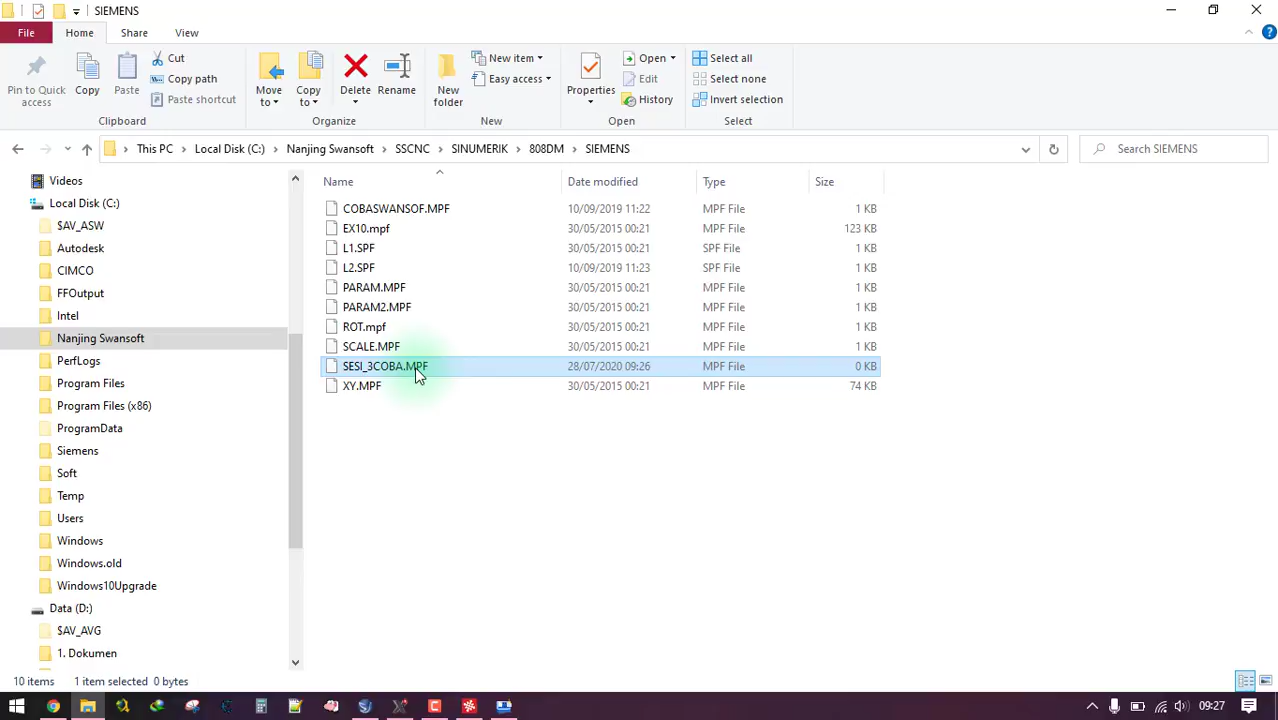 SIEMENS
File Home Share View
Pin to Quick access
Copy
Paste
Cut
Copy path
Paste shortcut
Clipboard
Move to
Copy to
Delete
Rename
Organize
New folder
New item
Easy access
New
Properties
Open
Edit
History
Open
Select all
Select none
Invert selection
Select
This PC > Local Disk (C:) > Nanjing Swansoft > SSCNC > SINUMERIK > 808DM > SIEMENS
Search SIEMENS
Videos
Local Disk (C:)
$AV_ASW
Autodesk
CIMCO
FFOutput
Intel
Nanjing Swansoft
PerfLogs
Program Files
Program Files (x86)
ProgramData
Siemens
Soft
Temp
Users
Windows
Windows.old
Windows10Upgrade
Data (D:)
$AV_AVG
1. Dokumen
Name Date modified Type Size
COBASWANSOF.MPF 10/09/2019 11:22 MPF File 1 KB
EX10.mpf 30/05/2015 00:21 MPF File 123 KB
L1.SPF 30/05/2015 00:21 SPF File 1 KB
L2.SPF 10/09/2019 11:23 SPF File 1 KB
PARAM.MPF 30/05/2015 00:21 MPF File 1 KB
PARAM2.MPF 30/05/2015 00:21 MPF File 1 KB
ROT.mpf 30/05/2015 00:21 MPF File 1 KB
SCALE.MPF 30/05/2015 00:21 MPF File 1 KB
SESI_3COBA.MPF 28/07/2020 09:26 MPF File 0 KB
XY.MPF 30/05/2015 00:21 MPF File 74 KB
10 items 1 item selected 0 bytes
09:27